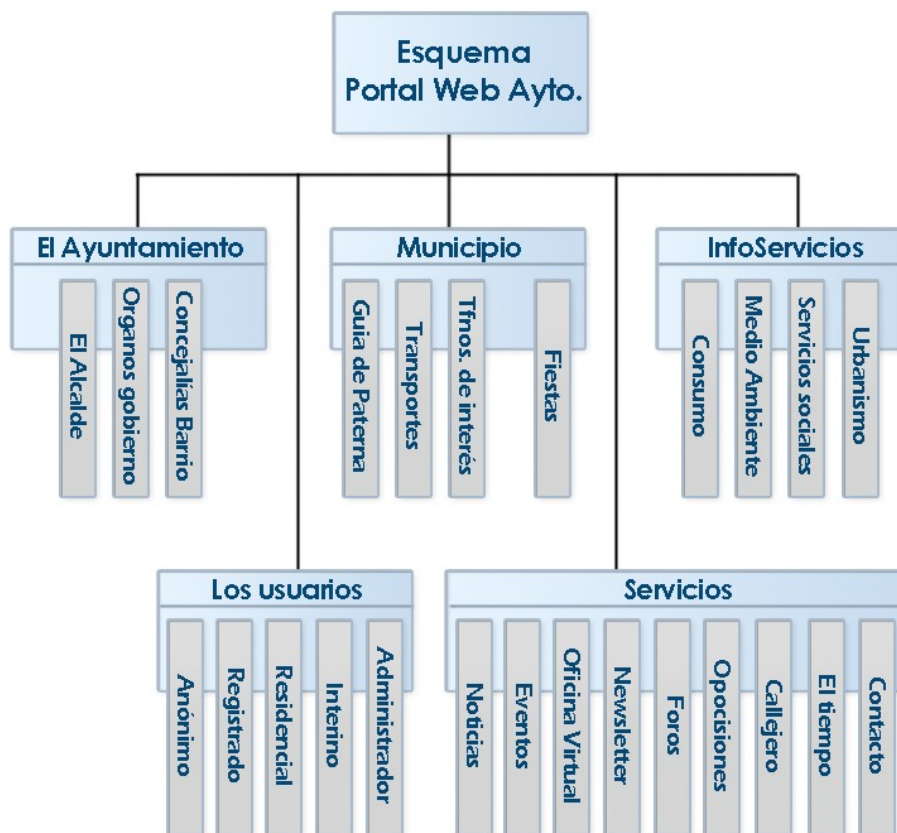 Esquema
Portal Web Ayto.
El Ayuntamiento
El Alcalde
Organos gobierno
Concejalías Barrio
Municipio
Guia de Paterna
Transportes
Tfnos. de interés
Fiestas
InfoServicios
Consumo
Medio Ambiente
Servicios sociales
Urbanismo
Los usuarios
Anónimo
Registrado
Residencial
Interino
Administrador
Servicios
Noticias
Eventos
Oficina Virtual
Newsletter
Foros
Opocisiones
Callejero
El tiempo
Contacto